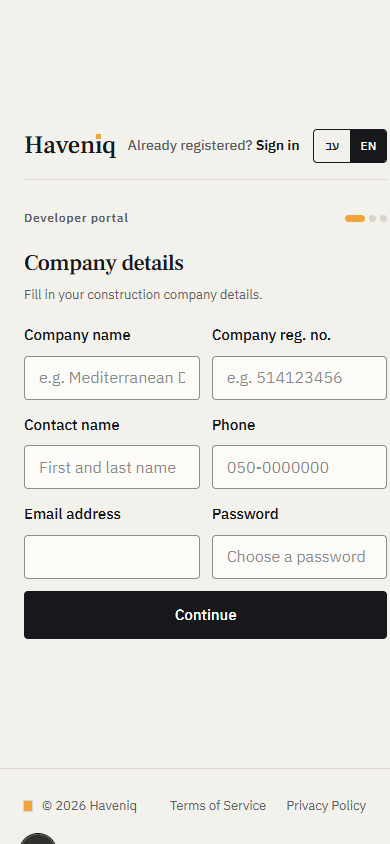 Haveniq Already registered? Sign in עב EN
Developer portal
Company details
Fill in your construction company details.
Company name Company reg. no.
e.g. Mediterranean D e.g. 514123456
Contact name Phone
First and last name 050-0000000
Email address Password
Choose a password
Continue
© 2026 Haveniq Terms of Service Privacy Policy